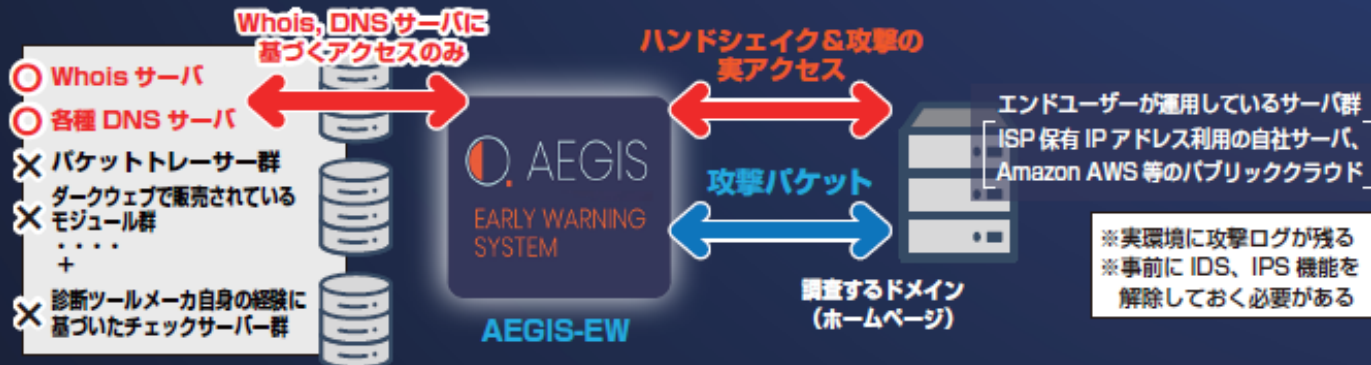 Whois, DNS サーバに
基づくアクセスのみ
○ Whois サーバ
○ 各種 DNS サーバ
× パケットトレーサー群
× ダークウェブで販売されている
モジュール群
・・・・
+
× 診断ツールメーカ自身の経験に
基づいたチェックサーバー群
AEGIS
EARLY WARNING
SYSTEM
AEGIS-EW
ハンドシェイク&攻撃の
実アクセス
攻撃パケット
調査するドメイン
（ホームページ）
エンドユーザーが運用しているサーバ群
ISP 保有 IP アドレス利用の自社サーバ、
Amazon AWS 等のパブリッククラウド
※実環境に攻撃ログが残る
※事前に IDS、IPS 機能を
解除しておく必要がある